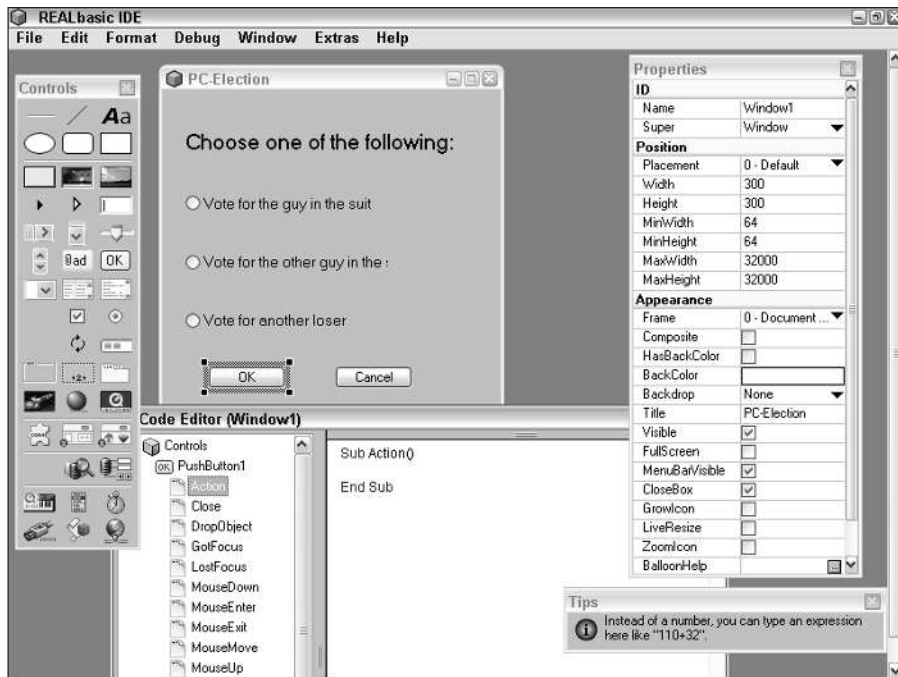 REALbasic IDE
File Edit Format Debug Window Extras Help
Controls
Aa
Bad
OK
+2+
PC-Election
Choose one of the following:
Vote for the guy in the suit
Vote for the other guy in the
Vote for another loser
OK
Cancel
Code Editor (Window1)
Controls
OK PushButton1
Action
Close
DropObject
GotFocus
LostFocus
MouseDown
MouseEnter
MouseExit
MouseMove
MouseUp
Sub Action()
End Sub
Properties
ID
Name Window1
Super Window
Position
Placement 0 - Default
Width 300
Height 300
MinWidth 64
MinHeight 64
MaxWidth 32000
MaxHeight 32000
Appearance
Frame 0 - Document ...
Composite
HasBackColor
BackColor
Backdrop None
Title PC-Election
Visible
FullScreen
MenuBarVisible
CloseBox
GrowIcon
LiveResize
ZoomIcon
BalloonHelp ...
Tips
Instead of a number, you can type an expression
here like "110+32".